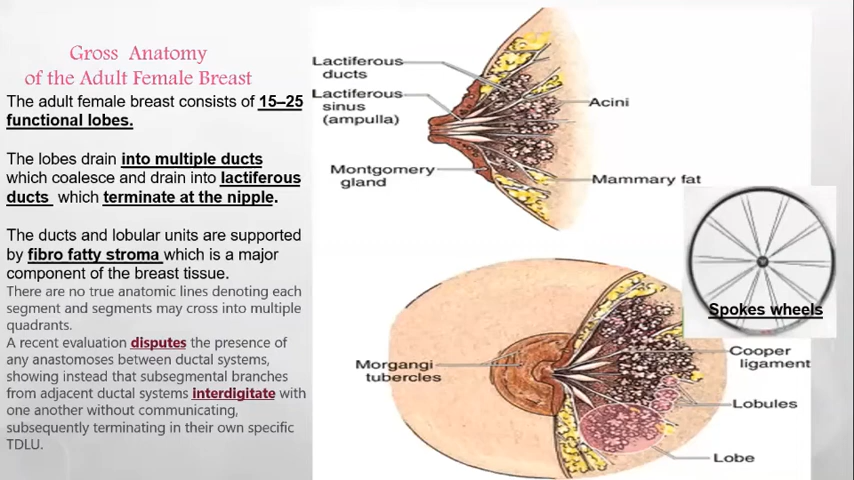 Gross Anatomy
of the Adult Female Breast
The adult female breast consists of 15–25
functional lobes.
The lobes drain into multiple ducts
which coalesce and drain into lactiferous
ducts which terminate at the nipple.
The ducts and lobular units are supported
by fibro fatty stroma which is a major
component of the breast tissue.
There are no true anatomic lines denoting each
segment and segments may cross into multiple
quadrants.
A recent evaluation disputes the presence of
any anastomoses between ductal systems,
showing instead that subsegmental branches
from adjacent ductal systems interdigitate with
one another without communicating,
subsequently terminating in their own specific
TDLU.
Lactiferous
ducts
Lactiferous
sinus
(ampulla)
Acini
Montgomery
gland
Mammary fat
Spokes wheels
Morgangi
tubercles
Cooper
ligament
Lobules
Lobe